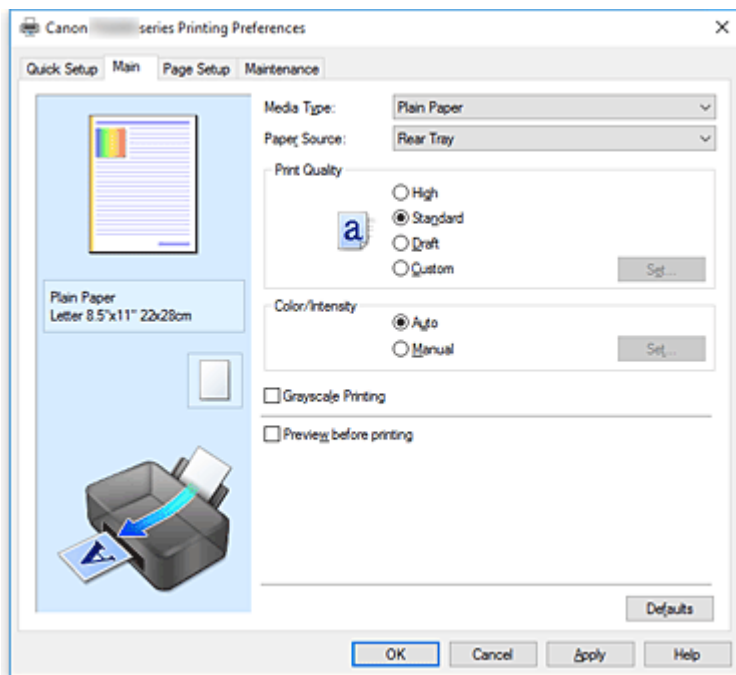 Canon series Printing Preferences
Quick Setup Main Page Setup Maintenance
Media Type: Plain Paper
Paper Source: Rear Tray
Print Quality
High
a
Standard
Draft
Custom Set...
Plain Paper
Letter 8.5"x11" 22x28cm
Color/Intensity
Auto
Manual Set...
Grayscale Printing
Preview before printing
A
Defaults
OK Cancel Apply Help